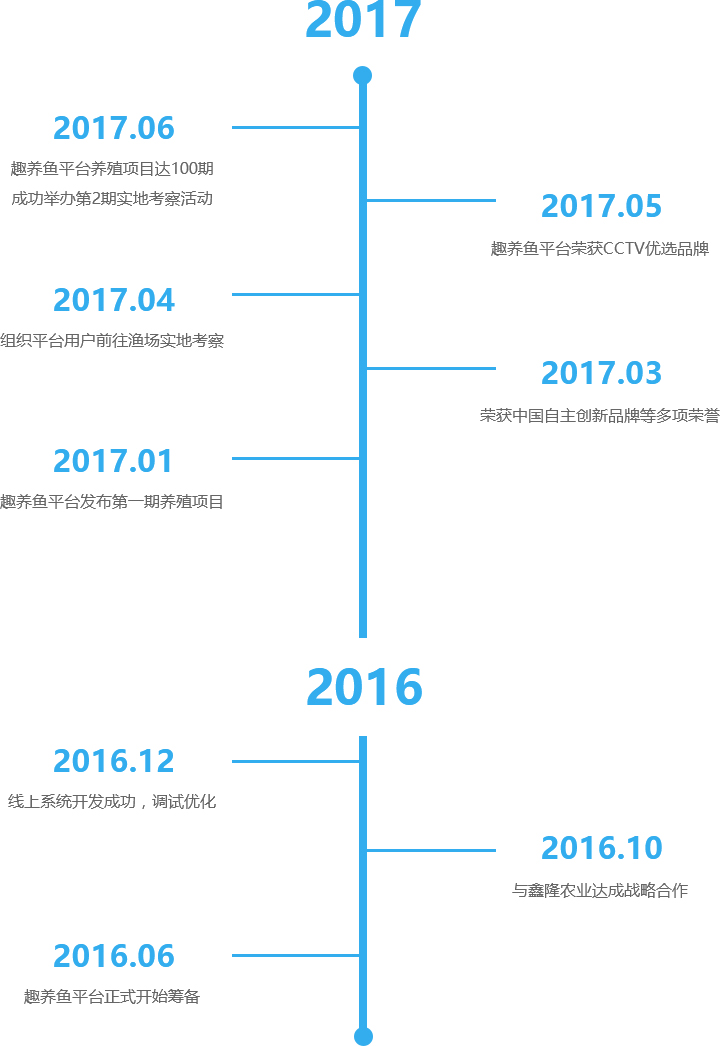 2017
2017.06
趣养鱼平台养殖项目达100期
成功举办第2期实地考察活动
2017.05
趣养鱼平台荣获CCTV优选品牌
2017.04
组织平台用户前往渔场实地考察
2017.03
荣获中国自主创新品牌等多项荣誉
2017.01
趣养鱼平台发布第一期养殖项目
2016
2016.12
线上系统开发成功，调试优化
2016.10
与鑫隆农业达成战略合作
2016.06
趣养鱼平台正式开始筹备